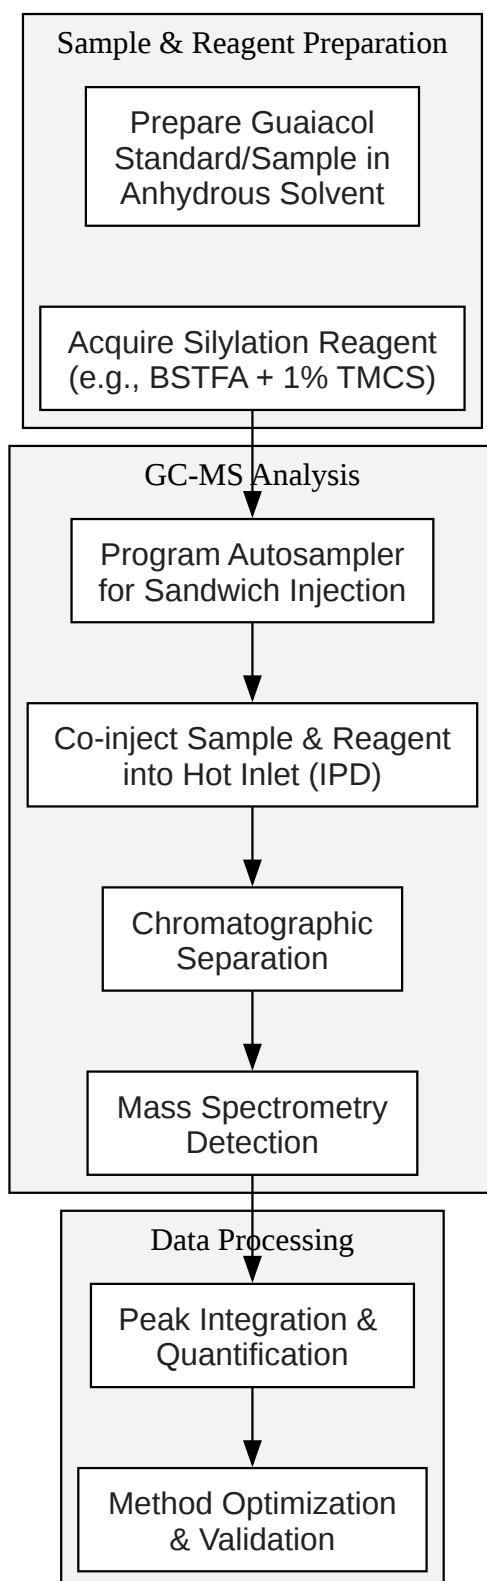 Sample & Reagent Preparation
Prepare Guaiacol
Standard/Sample in
Anhydrous Solvent
Acquire Silylation Reagent
(e.g., BSTFA + 1% TMCS)
GC-MS Analysis
Program Autosampler
for Sandwich Injection
Co-inject Sample & Reagent
into Hot Inlet (IPD)
Chromatographic
Separation
Mass Spectrometry
Detection
Data Processing
Peak Integration &
Quantification
Method Optimization
& Validation